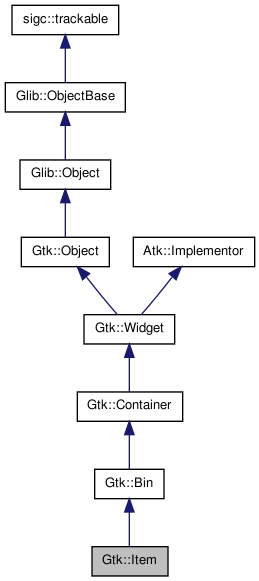 sigc::trackable
Glib::ObjectBase
Glib::Object
Gtk::Object
Atk::Implementor
Gtk::Widget
Gtk::Container
Gtk::Bin
Gtk::Item